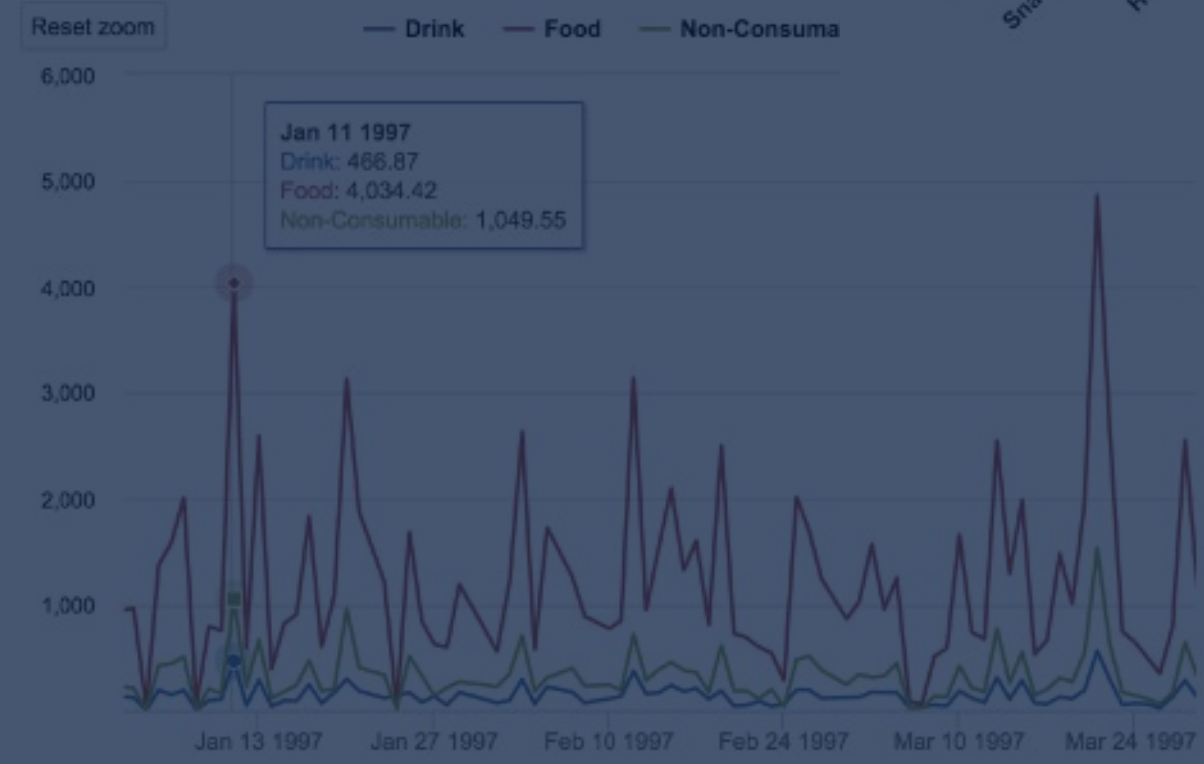 Reset zoom
Drink Food Non-Consuma
Sna
6,000
Jan 11 1997
Drink: 466.87
Food: 4,034.42
Non-Consumable: 1,049.55
5,000
4,000
3,000
2,000
1,000
Jan 13 1997 Jan 27 1997 Feb 10 1997 Feb 24 1997 Mar 10 1997 Mar 24 1997